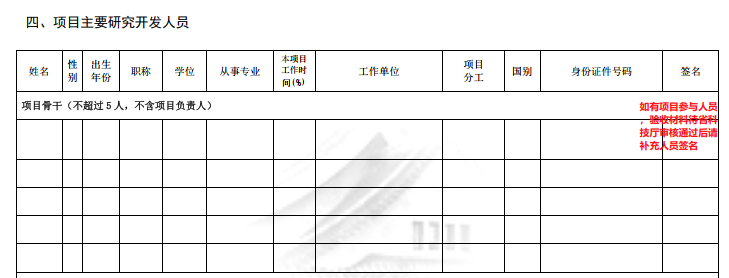 四、项目主要研究开发人员
姓名 性别 出生年份 职称 学位 从事专业 本项目工作时间(%) 工作单位 项目分工 国别 身份证件号码 签名
项目骨干（不超过 5 人，不含项目负责人）
如有项目参与人员
，验收材料待省科
技厅审核通过后请
补充人员签名